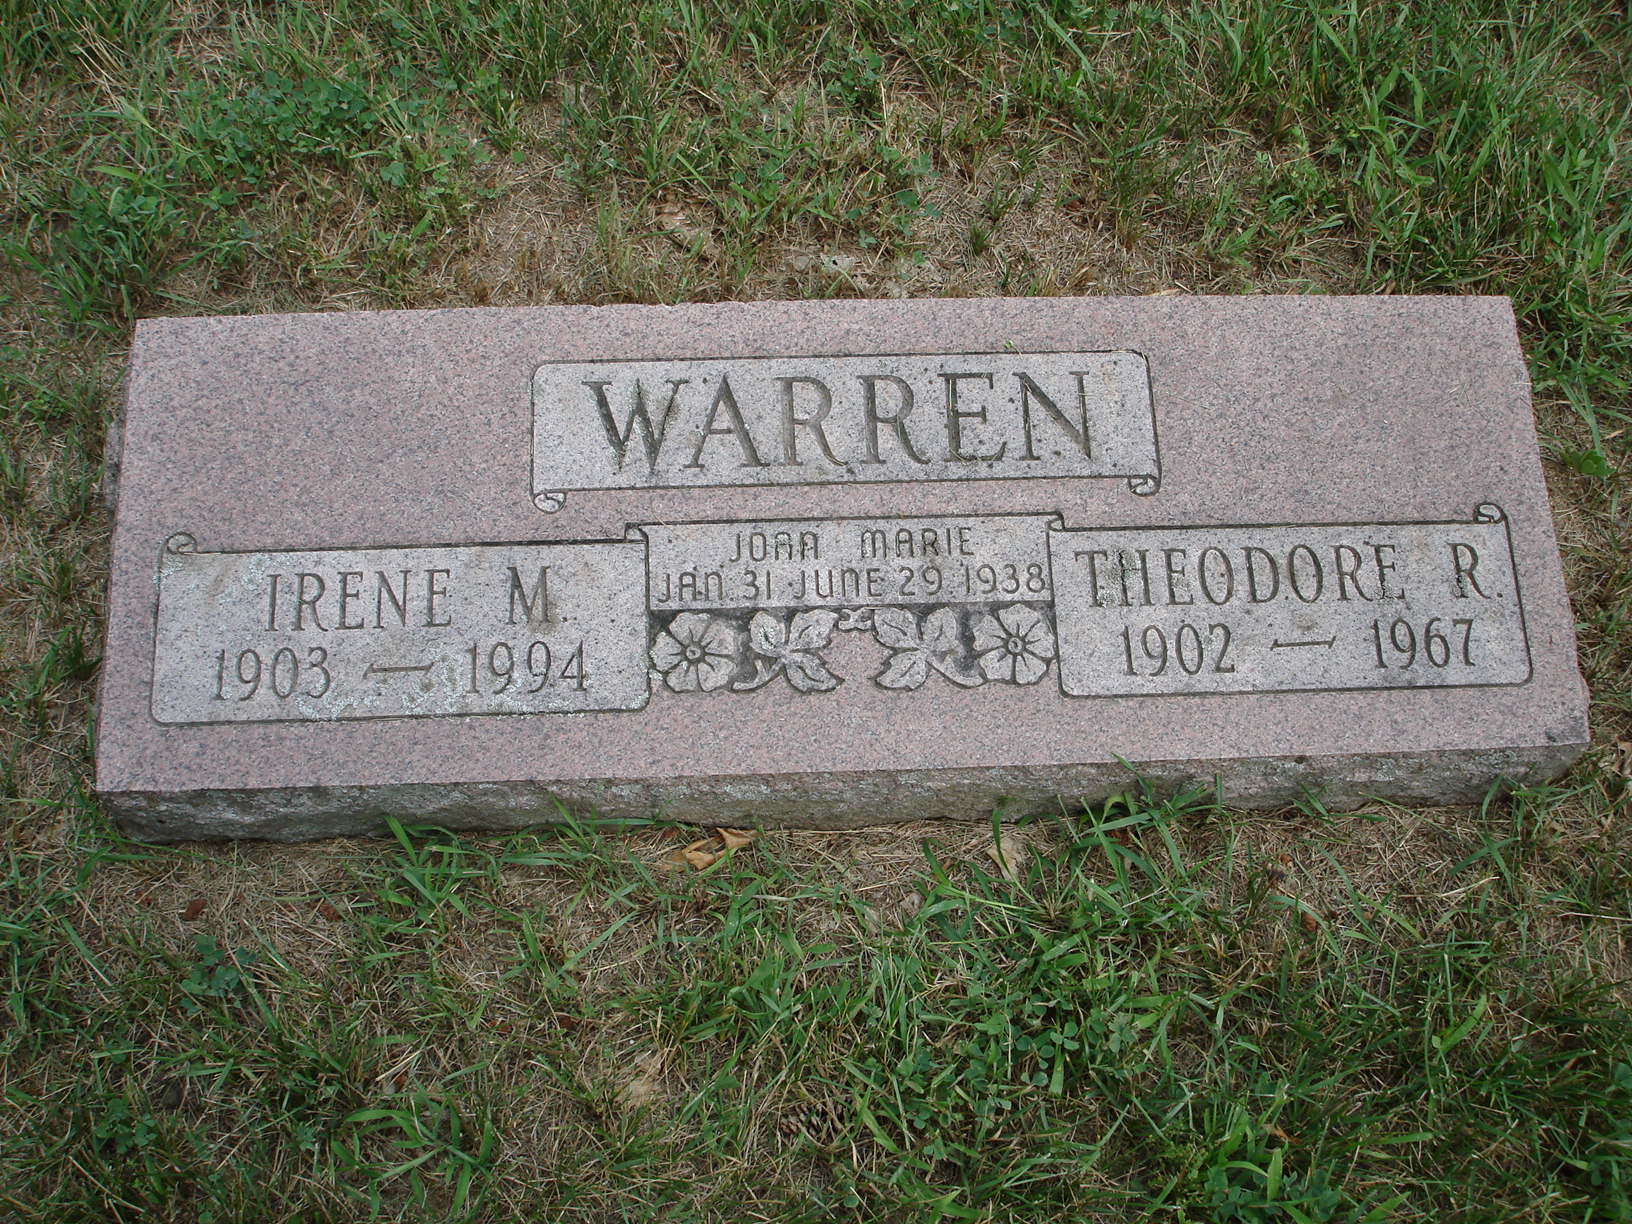 WARREN
JOAN MARIE
JAN. 31 JUNE 29 1938
IRENE M.
1903 — 1994
THEODORE R.
1902 — 1967